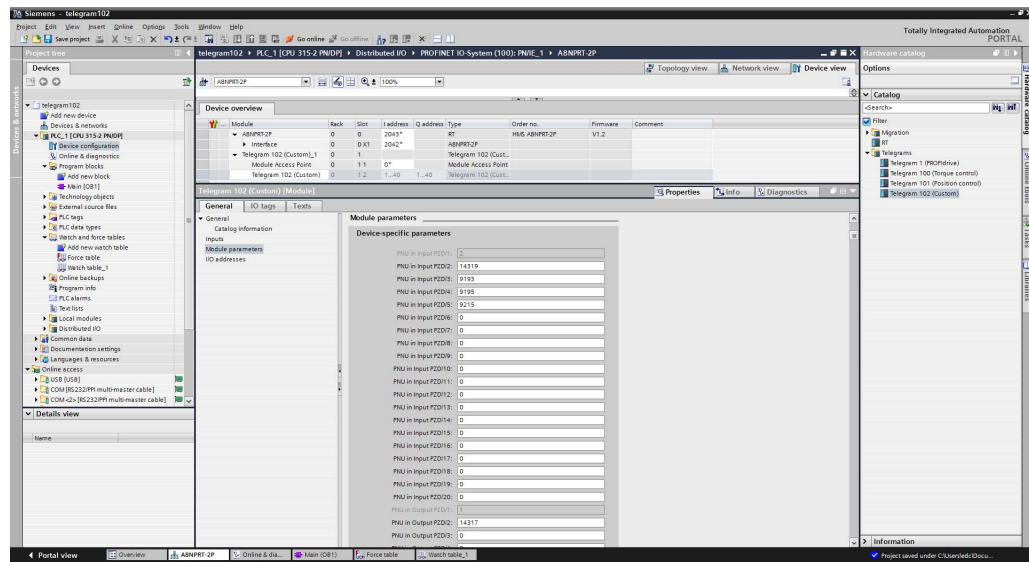 Siemens - telegram102
Project Edit View Insert Online Options Tools Window Help
Totally Integrated Automation
PORTAL
Save project Go online Go offline
Project tree
telegram102 PLC_1 [CPU 315-2 PN/DP] Distributed I/O PROFINET IO-System (100): PN/IE_1 A8NPRT-2P
Hardware catalog
Devices
Topology view Network view Device view
Options
A8NPRT-2P 100%
Catalog
<Search>
Filter
Migration
RT
Telegrams
Telegram 1 (PROFIdrive)
Telegram 100 (Torque control)
Telegram 101 (Position control)
Telegram 102 (Custom)
telegram102
Add new device
Devices & networks
PLC_1 [CPU 315-2 PN/DP]
Device configuration
Online & diagnostics
Program blocks
Add new block
Main [OB1]
Technology objects
External source files
PLC tags
PLC data types
Watch and force tables
Add new watch table
Force table
Watch table_1
Online backups
Program info
PLC alarms
Text lists
Local modules
Distributed I/O
Common data
Documentation settings
Languages & resources
Online access
USB [USB]
COM [RS232/PPI multi-master cable]
COM <2> [RS232/PPI multi-master cable]
Details view
Name
Device overview
Module Rack Slot I address Q address Type Order no. Firmware Comment
A8NPRT-2P 0 0 2043* RT HMS A8NPRT-2P V1.2
Interface 0 0 X1 2042* A8NPRT-2P
Telegram 102 (Custom)_1 0 1 Telegram 102 (Cust...
Module Access Point 0 1 1 0* Module Access Point
Telegram 102 (Custom) 0 1 2 1...40 1...40 Telegram 102 (Cust...
Telegram 102 (Custom) [Module]
Properties Info Diagnostics
General IO tags Texts
General
Catalog information
Inputs
Module parameters
I/O addresses
Module parameters
Device-specific parameters
PNU in Input PZD/1: 2
PNU in Input PZD/2: 14319
PNU in Input PZD/3: 9193
PNU in Input PZD/4: 9195
PNU in Input PZD/5: 9215
PNU in Input PZD/6: 0
PNU in Input PZD/7: 0
PNU in Input PZD/8: 0
PNU in Input PZD/9: 0
PNU in Input PZD/10: 0
PNU in Input PZD/11: 0
PNU in Input PZD/12: 0
PNU in Input PZD/13: 0
PNU in Input PZD/14: 0
PNU in Input PZD/15: 0
PNU in Input PZD/16: 0
PNU in Input PZD/17: 0
PNU in Input PZD/18: 0
PNU in Input PZD/19: 0
PNU in Input PZD/20: 0
PNU in Output PZD/1: 1
PNU in Output PZD/2: 14317
PNU in Output PZD/3: 0
Devices & networks
Hardware catalog
Online tools
Tasks
Libraries
Information
Portal view Overview A8NPRT-2P Online & dia... Main (OB1) Force table Watch table_1
Project saved under C:\Users\edc\Docu...